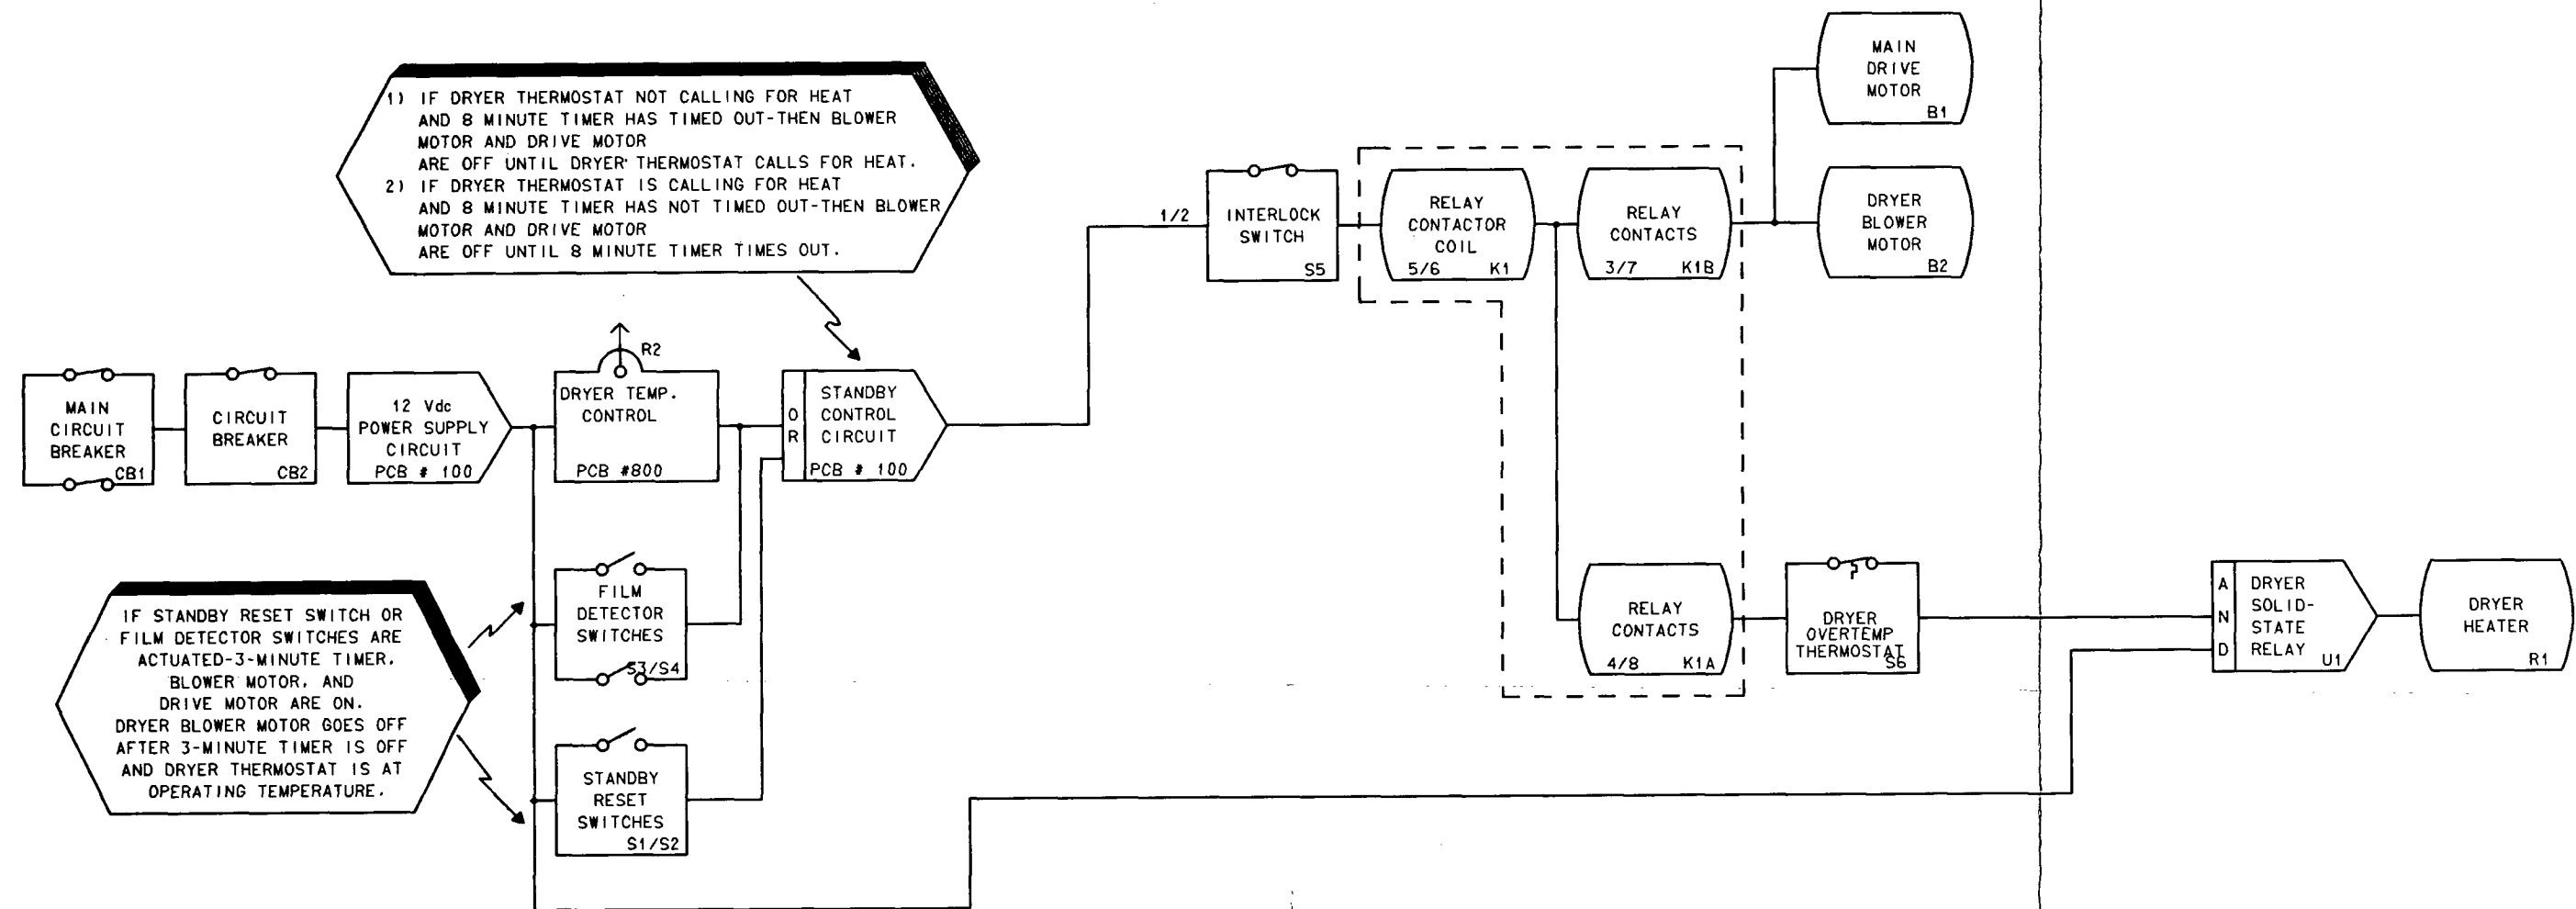 1) IF DRYER THERMOSTAT NOT CALLING FOR HEAT
AND 8 MINUTE TIMER HAS TIMED OUT-THEN BLOWER
MOTOR AND DRIVE MOTOR
ARE OFF UNTIL DRYER THERMOSTAT CALLS FOR HEAT.
2) IF DRYER THERMOSTAT IS CALLING FOR HEAT
AND 8 MINUTE TIMER HAS NOT TIMED OUT-THEN BLOWER
MOTOR AND DRIVE MOTOR
ARE OFF UNTIL 8 MINUTE TIMER TIMES OUT.
MAIN
DRIVE
MOTOR
B1
1/2
INTERLOCK
SWITCH
S5
RELAY
CONTACTOR
COIL
5/6 K1
RELAY
CONTACTS
3/7 K1B
DRYER
BLOWER
MOTOR
B2
MAIN
CIRCUIT
BREAKER
CB1
CIRCUIT
BREAKER
CB2
12 Vdc
POWER SUPPLY
CIRCUIT
PCB # 100
R2
DRYER TEMP.
CONTROL
PCB #800
OR
STANDBY
CONTROL
CIRCUIT
PCB # 100
IF STANDBY RESET SWITCH OR
FILM DETECTOR SWITCHES ARE
ACTUATED-3-MINUTE TIMER,
BLOWER MOTOR, AND
DRIVE MOTOR ARE ON.
DRYER BLOWER MOTOR GOES OFF
AFTER 3-MINUTE TIMER IS OFF
AND DRYER THERMOSTAT IS AT
OPERATING TEMPERATURE.
FILM
DETECTOR
SWITCHES
S3/S4
STANDBY
RESET
SWITCHES
S1/S2
RELAY
CONTACTS
4/8 K1A
DRYER
OVERTEMP
THERMOSTAT
S6
AND
DRYER
SOLID-
STATE
RELAY
U1
DRYER
HEATER
R1